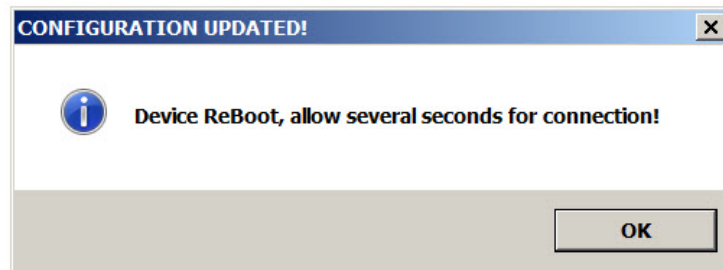 CONFIGURATION UPDATED!
Device ReBoot, allow several seconds for connection!
OK